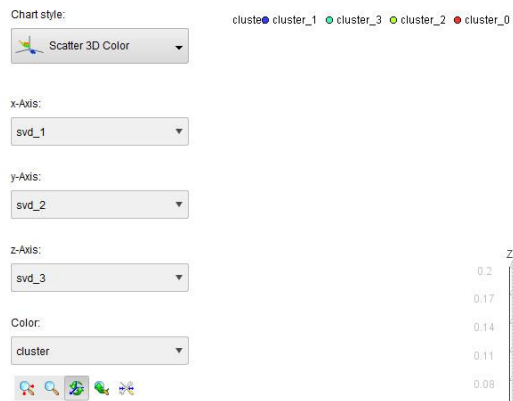 Chart style:
cluste cluster_1 cluster_3 cluster_2 cluster_0
Scatter 3D Color
x-Axis:
svd_1
y-Axis:
svd_2
z-Axis:
svd_3
Z
0.2
0.17
Color:
0.14
cluster
0.11
0.08